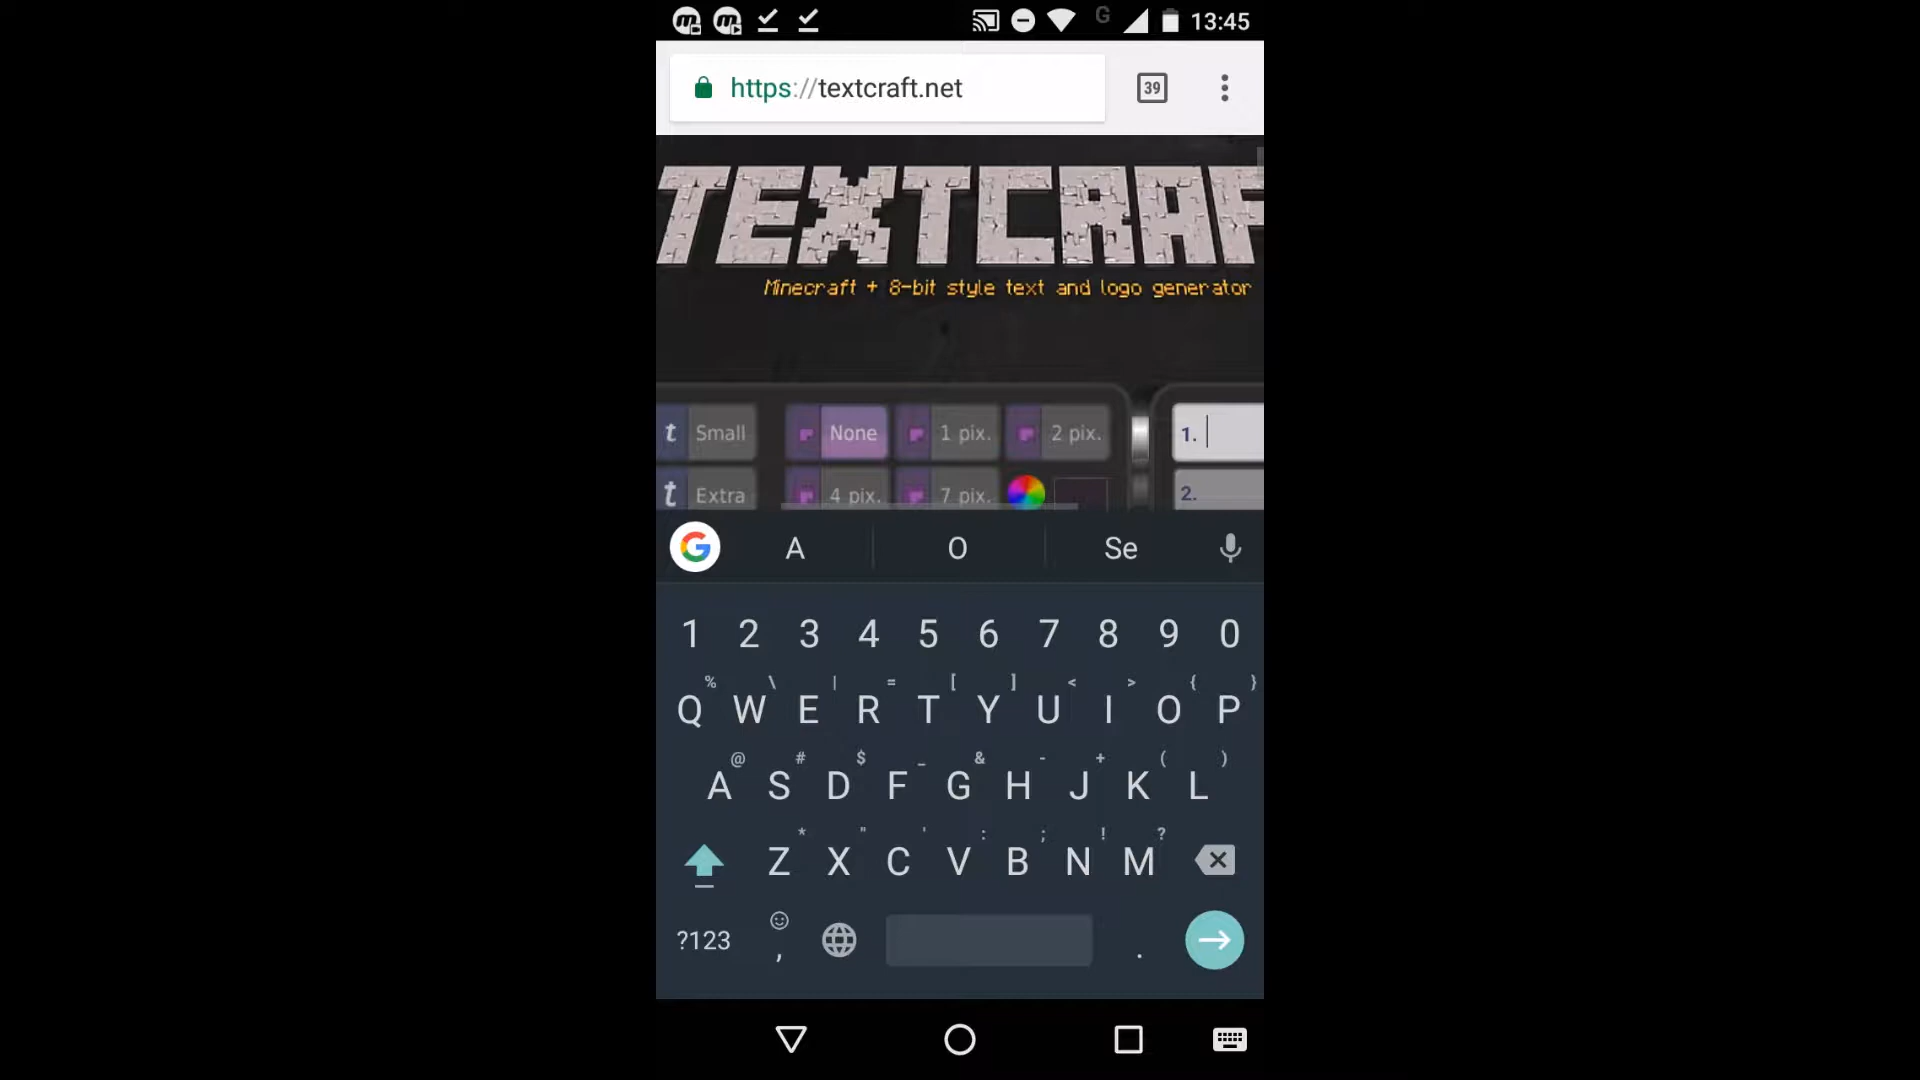 G 13:45
https://textcraft.net 39
TEXTCRAF
Minecraft + 8-bit style text and logo generator
t Small None 1 pix. 2 pix. 1.
t Extra 4 pix. 7 pix. 2.
G A O Se
1 2 3 4 5 6 7 8 9 0
% \ | = [ ] < > { }
Q W E R T Y U I O P
@ # $ _ & - + ( )
A S D F G H J K L
* " ' : ; ! ?
Z X C V B N M
?123 , .